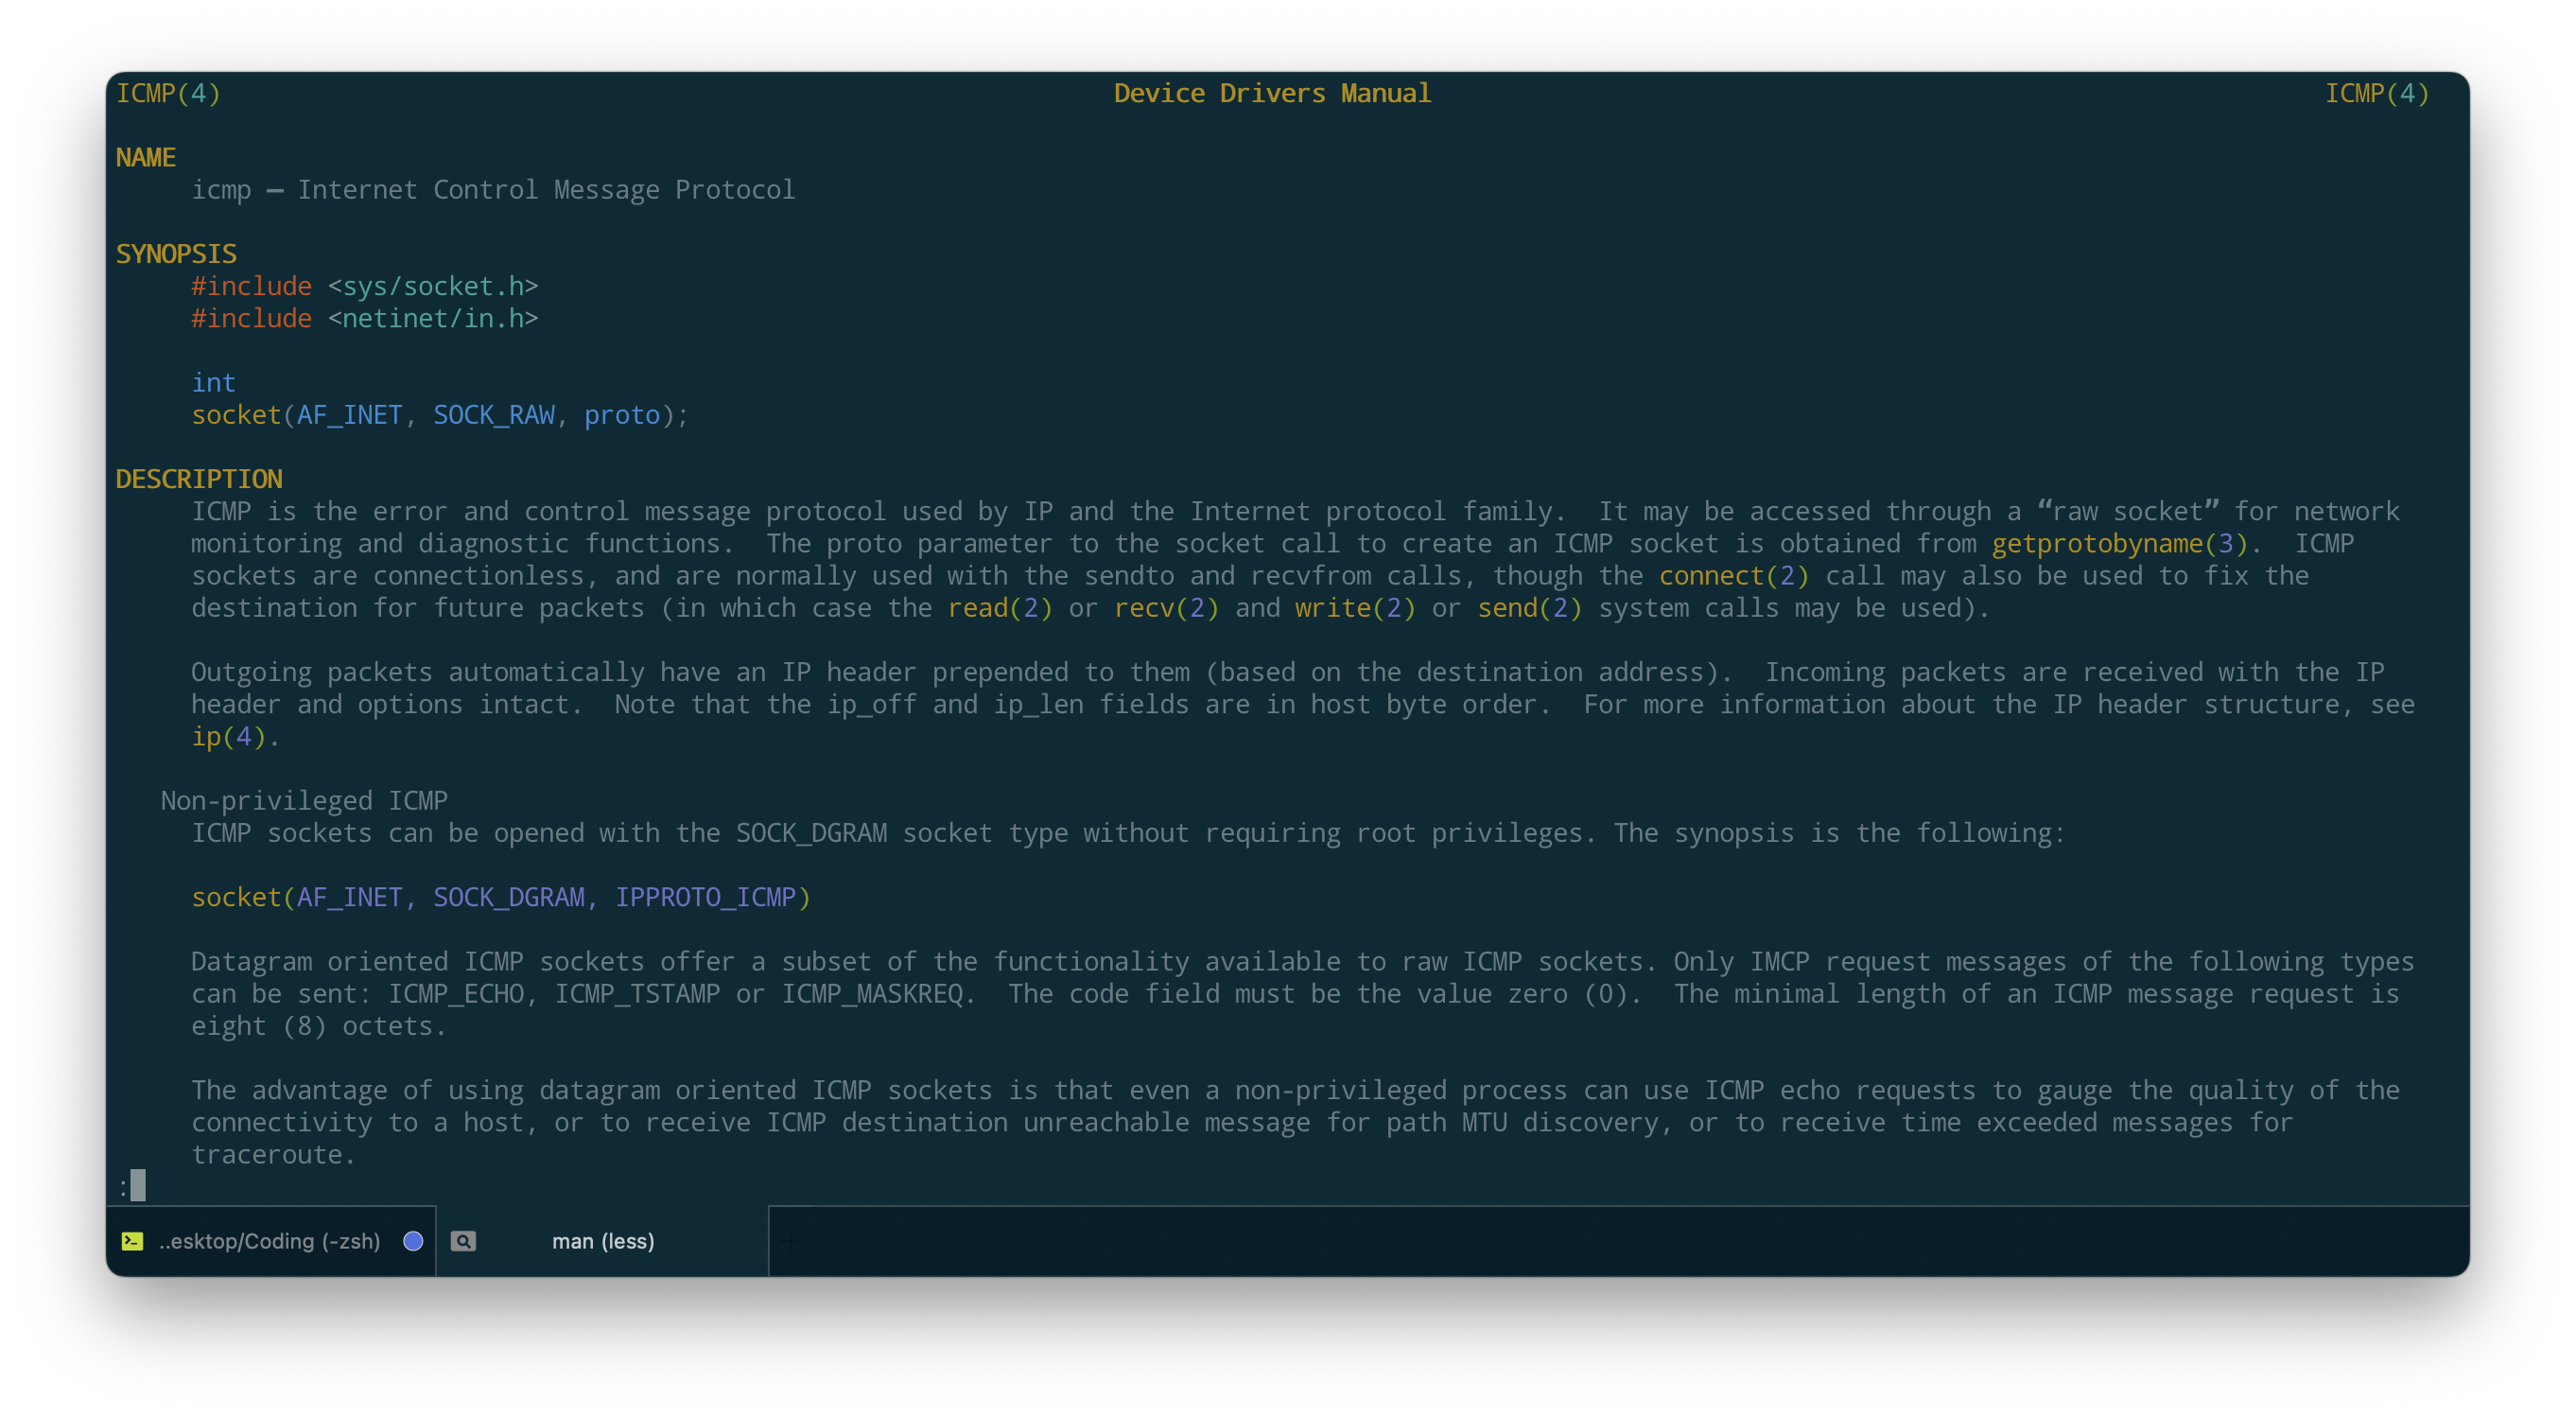 ICMP(4) Device Drivers Manual ICMP(4)
NAME
icmp – Internet Control Message Protocol
SYNOPSIS
#include <sys/socket.h>
#include <netinet/in.h>
int
socket(AF_INET, SOCK_RAW, proto);
DESCRIPTION
ICMP is the error and control message protocol used by IP and the Internet protocol family.  It may be accessed through a “raw socket” for network
monitoring and diagnostic functions.  The proto parameter to the socket call to create an ICMP socket is obtained from getprotobyname(3).  ICMP
sockets are connectionless, and are normally used with the sendto and recvfrom calls, though the connect(2) call may also be used to fix the
destination for future packets (in which case the read(2) or recv(2) and write(2) or send(2) system calls may be used).
Outgoing packets automatically have an IP header prepended to them (based on the destination address).  Incoming packets are received with the IP
header and options intact.  Note that the ip_off and ip_len fields are in host byte order.  For more information about the IP header structure, see
ip(4).
Non-privileged ICMP
ICMP sockets can be opened with the SOCK_DGRAM socket type without requiring root privileges. The synopsis is the following:
socket(AF_INET, SOCK_DGRAM, IPPROTO_ICMP)
Datagram oriented ICMP sockets offer a subset of the functionality available to raw ICMP sockets. Only IMCP request messages of the following types
can be sent: ICMP_ECHO, ICMP_TSTAMP or ICMP_MASKREQ.  The code field must be the value zero (0).  The minimal length of an ICMP message request is
eight (8) octets.
The advantage of using datagram oriented ICMP sockets is that even a non-privileged process can use ICMP echo requests to gauge the quality of the
connectivity to a host, or to receive ICMP destination unreachable message for path MTU discovery, or to receive time exceeded messages for
traceroute.
:
..esktop/Coding (-zsh) man (less)